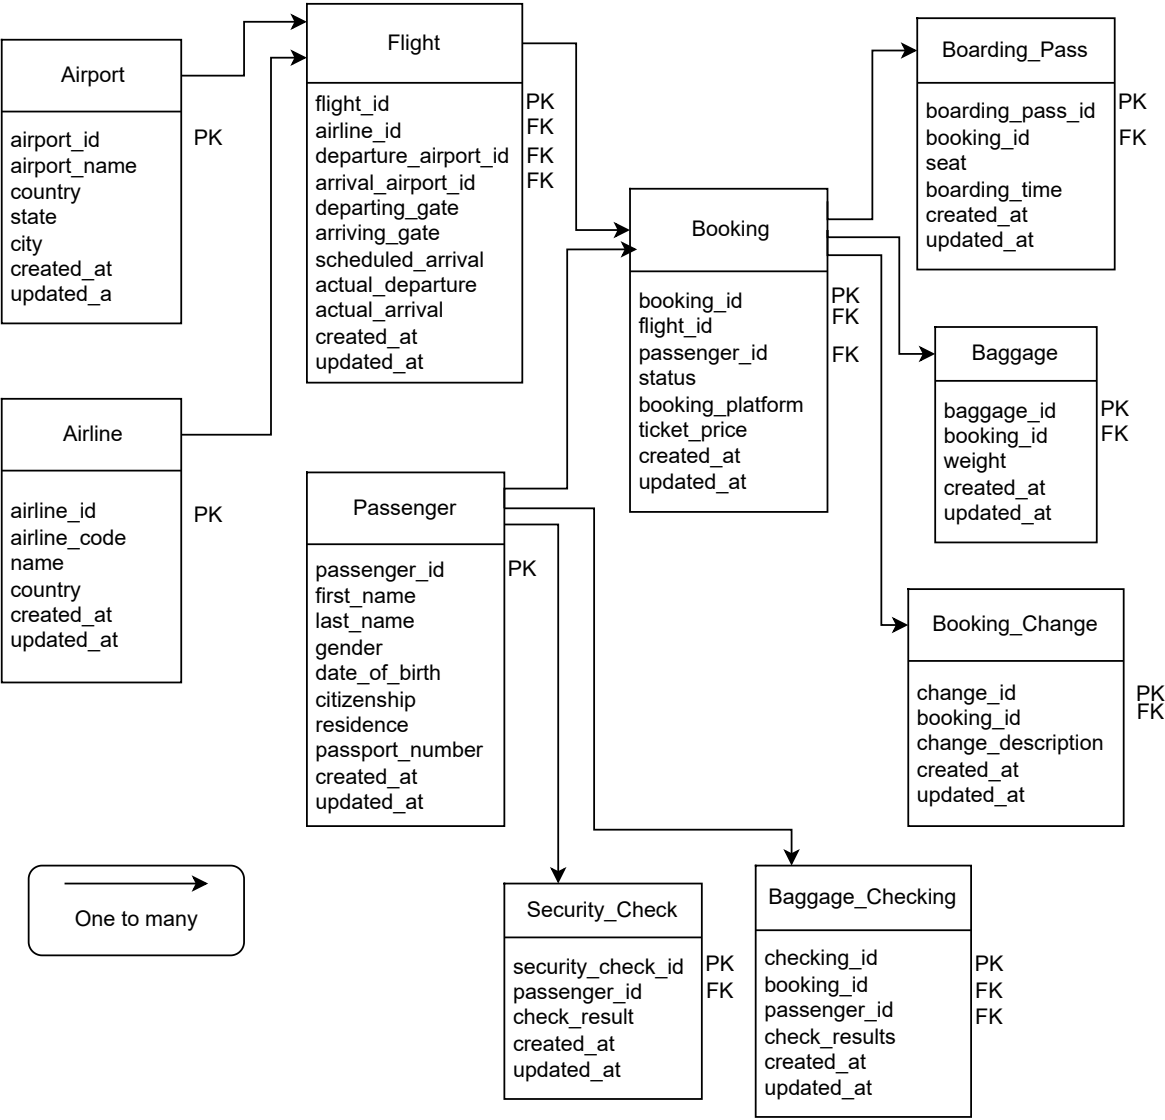 Airport
airport_id PK
airport_name
country
state
city
created_at
updated_a
Airline
airline_id PK
airline_code
name
country
created_at
updated_at
Flight
flight_id PK
airline_id FK
departure_airport_id FK
arrival_airport_id FK
departing_gate
arriving_gate
scheduled_arrival
actual_departure
actual_arrival
created_at
updated_at
Passenger
passenger_id PK
first_name
last_name
gender
date_of_birth
citizenship
residence
passport_number
created_at
updated_at
Booking
booking_id PK
flight_id FK
passenger_id FK
status
booking_platform
ticket_price
created_at
updated_at
Boarding_Pass
boarding_pass_id PK
booking_id FK
seat
boarding_time
created_at
updated_at
Baggage
baggage_id PK
booking_id FK
weight
created_at
updated_at
Booking_Change
change_id PK
booking_id FK
change_description
created_at
updated_at
One to many
Security_Check
security_check_id PK
passenger_id FK
check_result
created_at
updated_at
Baggage_Checking
checking_id PK
booking_id FK
passenger_id FK
check_results
created_at
updated_at